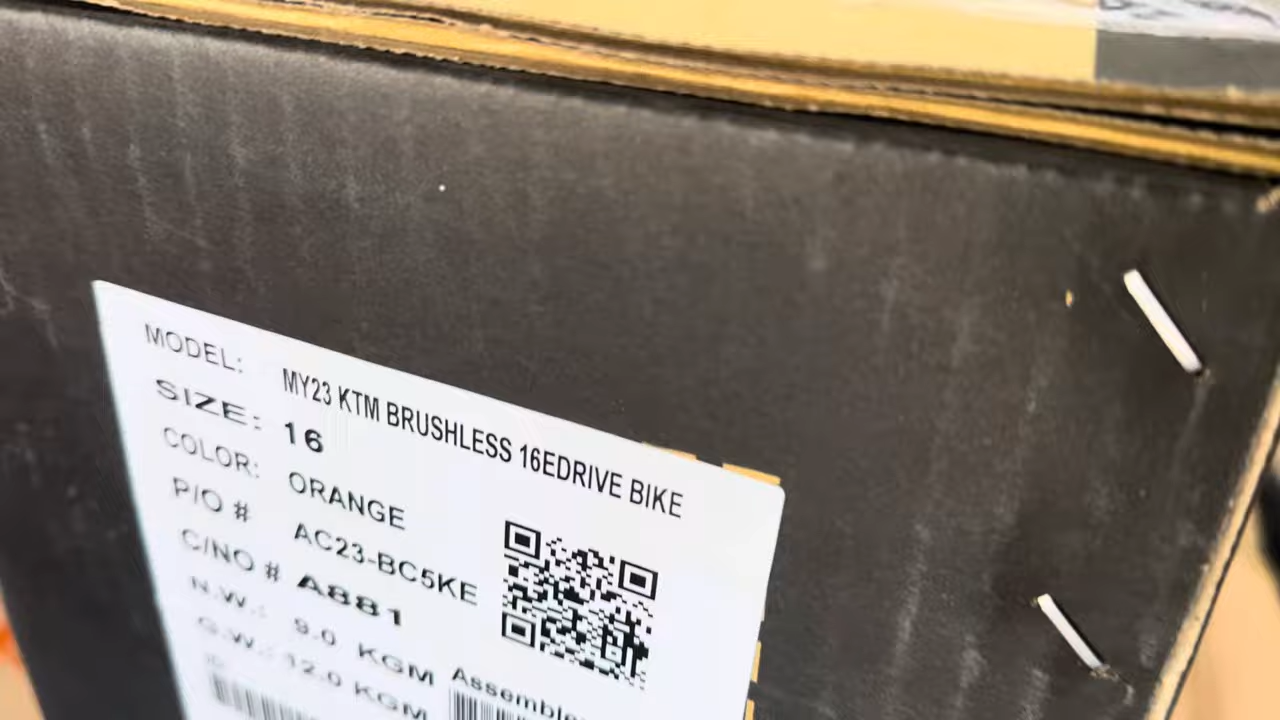 MODEL: MY23 KTM BRUSHLESS 16EDRIVE BIKE
SIZE: 16
COLOR: ORANGE
P/O # AC23-BC5KE
C/NO # A881
N.W.: 9.0 KGM
G.W.: 12.0 KGM